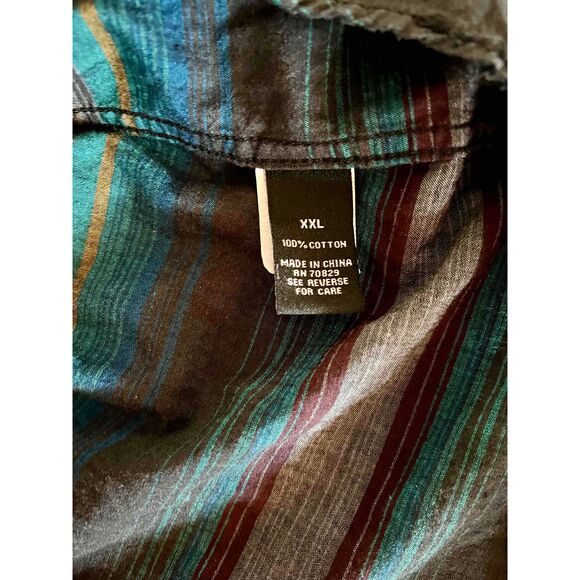 XXL
100% COTTON
MADE IN CHINA
RN 70829
SEE REVERSE
FOR CARE